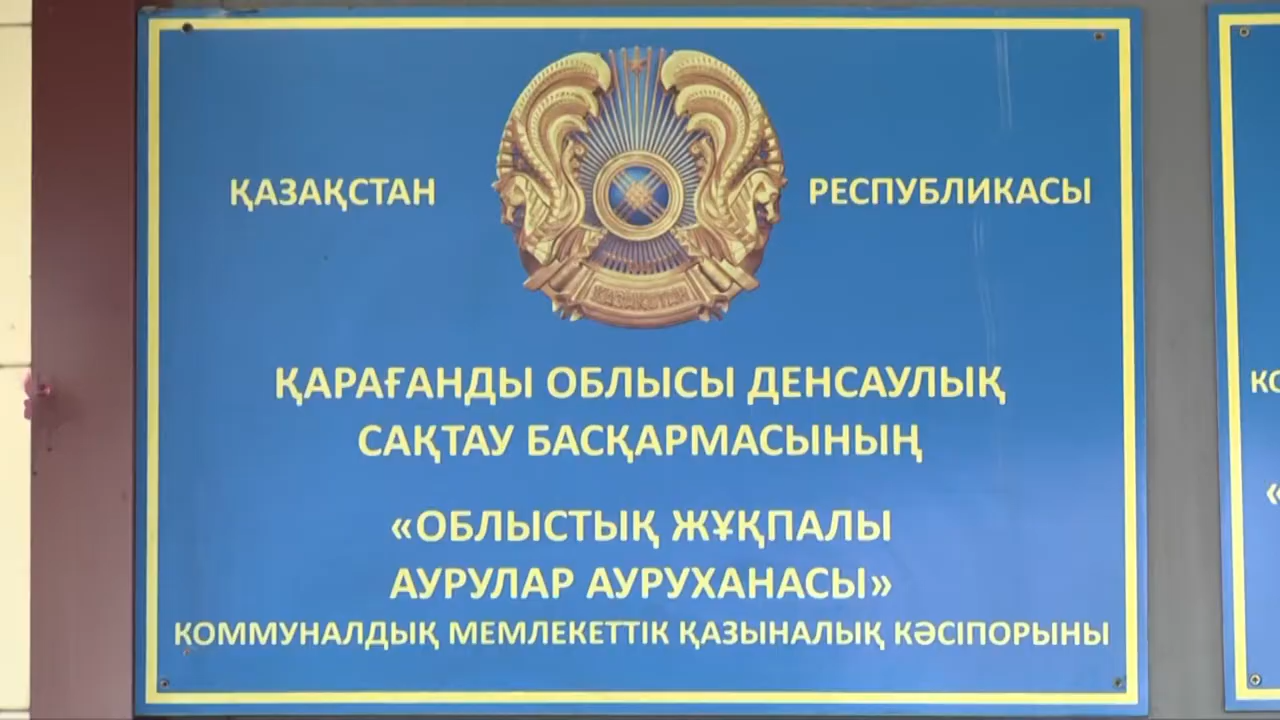 ҚАЗАҚСТАН РЕСПУБЛИКАСЫ
ҚАЗАҚСТАН
ҚАРАҒАНДЫ ОБЛЫСЫ ДЕНСАУЛЫҚ
САҚТАУ БАСҚАРМАСЫНЫҢ
«ОБЛЫСТЫҚ ЖҰҚПАЛЫ
АУРУЛАР АУРУХАНАСЫ»
КОММУНАЛДЫҚ МЕМЛЕКЕТТІК ҚАЗЫНАЛЫҚ КӘСІПОРЫНЫ